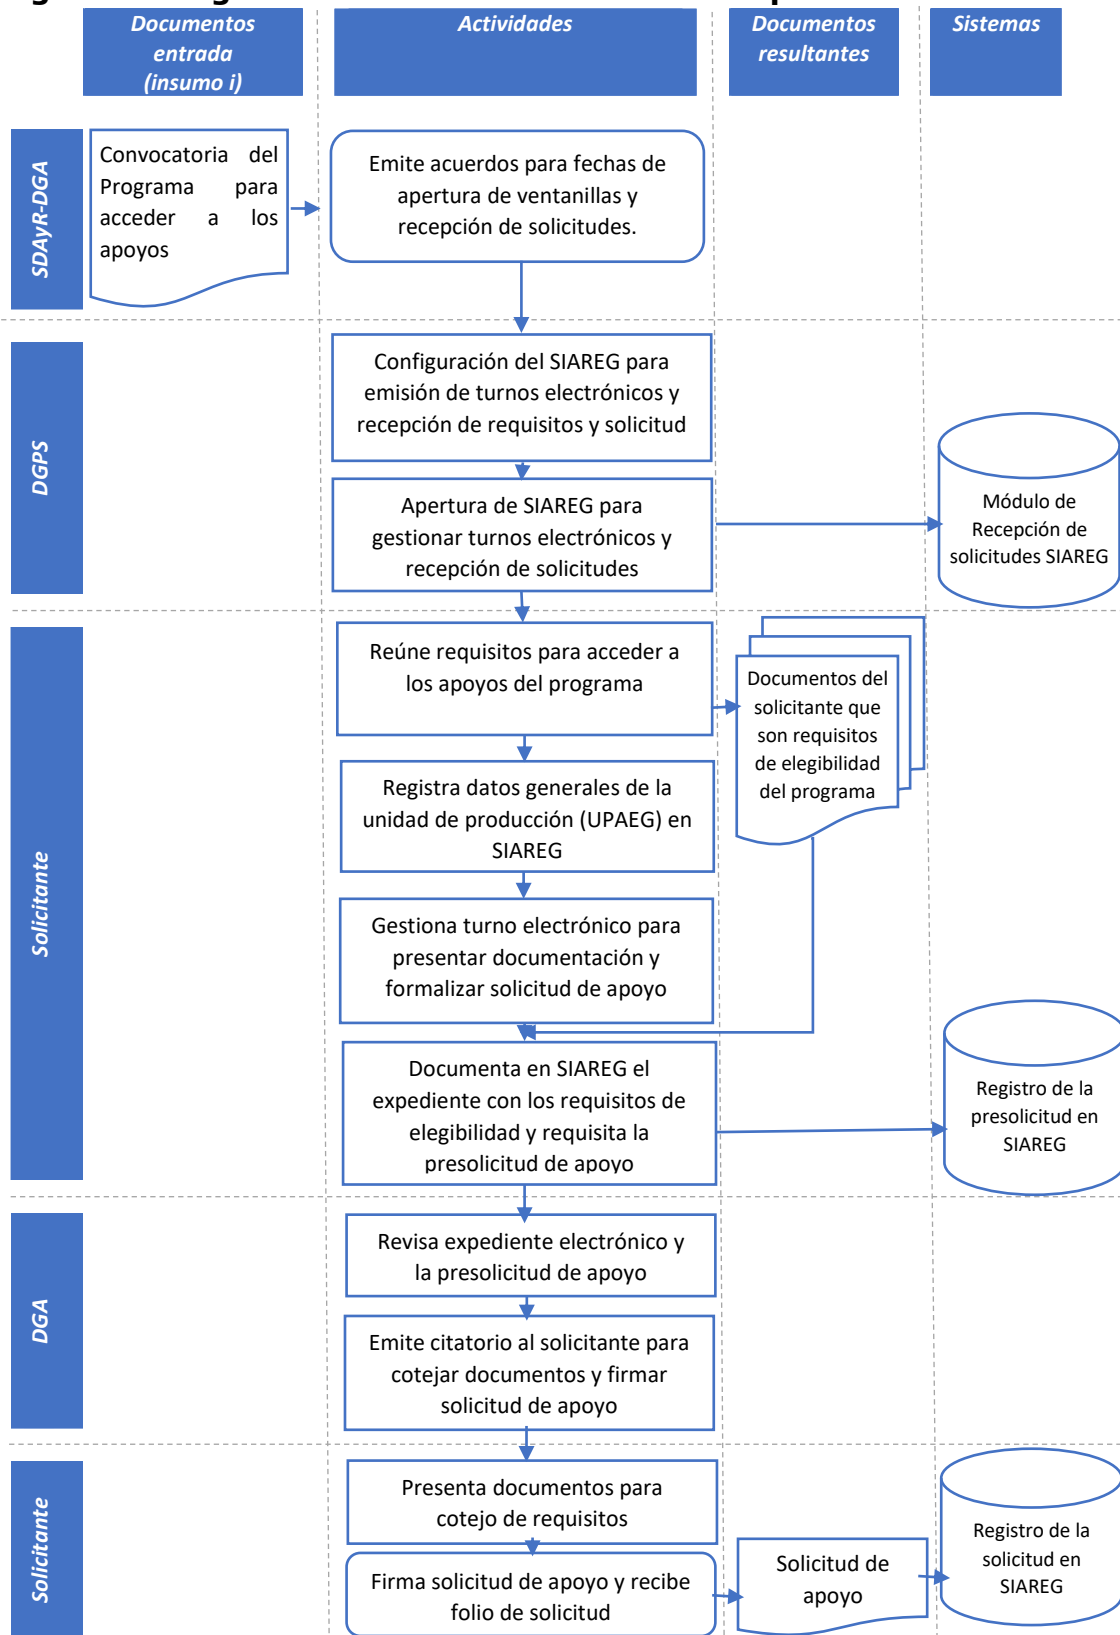 Documentos
entrada
(insumo i)
Actividades
Documentos
resultantes
Sistemas
SDAyR-DGA
Convocatoria del
Programa para
acceder a los
apoyos
Emite acuerdos para fechas de
apertura de ventanillas y
recepción de solicitudes.
DGPS
Configuración del SIAREG para
emisión de turnos electrónicos y
recepción de requisitos y solicitud
Apertura de SIAREG para
gestionar turnos electrónicos y
recepción de solicitudes
Módulo de
Recepción de
solicitudes SIAREG
Solicitante
Reúne requisitos para acceder a
los apoyos del programa
Documentos del
solicitante que
son requisitos
de elegibilidad
del programa
Registra datos generales de la
unidad de producción (UPAEG) en
SIAREG
Gestiona turno electrónico para
presentar documentación y
formalizar solicitud de apoyo
Documenta en SIAREG el
expediente con los requisitos de
elegibilidad y requisita la
presolicitud de apoyo
Registro de la
presolicitud en
SIAREG
DGA
Revisa expediente electrónico y
la presolicitud de apoyo
Emite citatorio al solicitante para
cotejar documentos y firmar
solicitud de apoyo
Solicitante
Presenta documentos para
cotejo de requisitos
Firma solicitud de apoyo y recibe
folio de solicitud
Solicitud de
apoyo
Registro de la
solicitud en
SIAREG